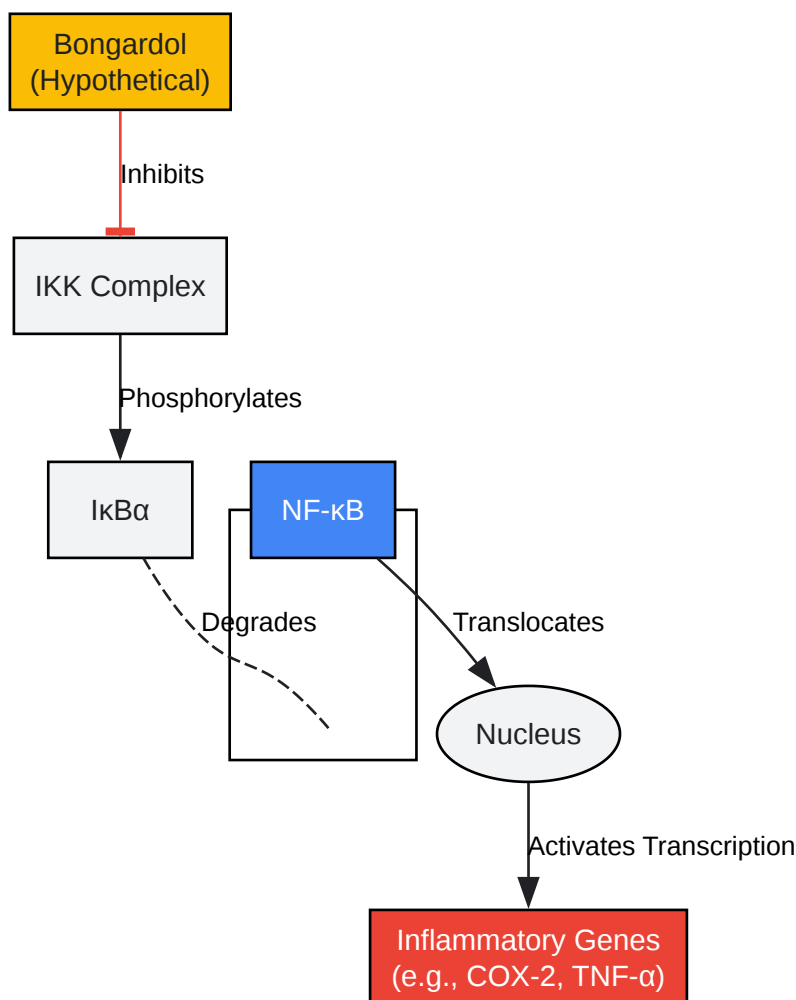 Bongardol
(Hypothetical)
Inhibits
IKK Complex
Phosphorylates
IκBα
NF-κB
Degrades
Translocates
Nucleus
Activates Transcription
Inflammatory Genes
(e.g., COX-2, TNF-α)